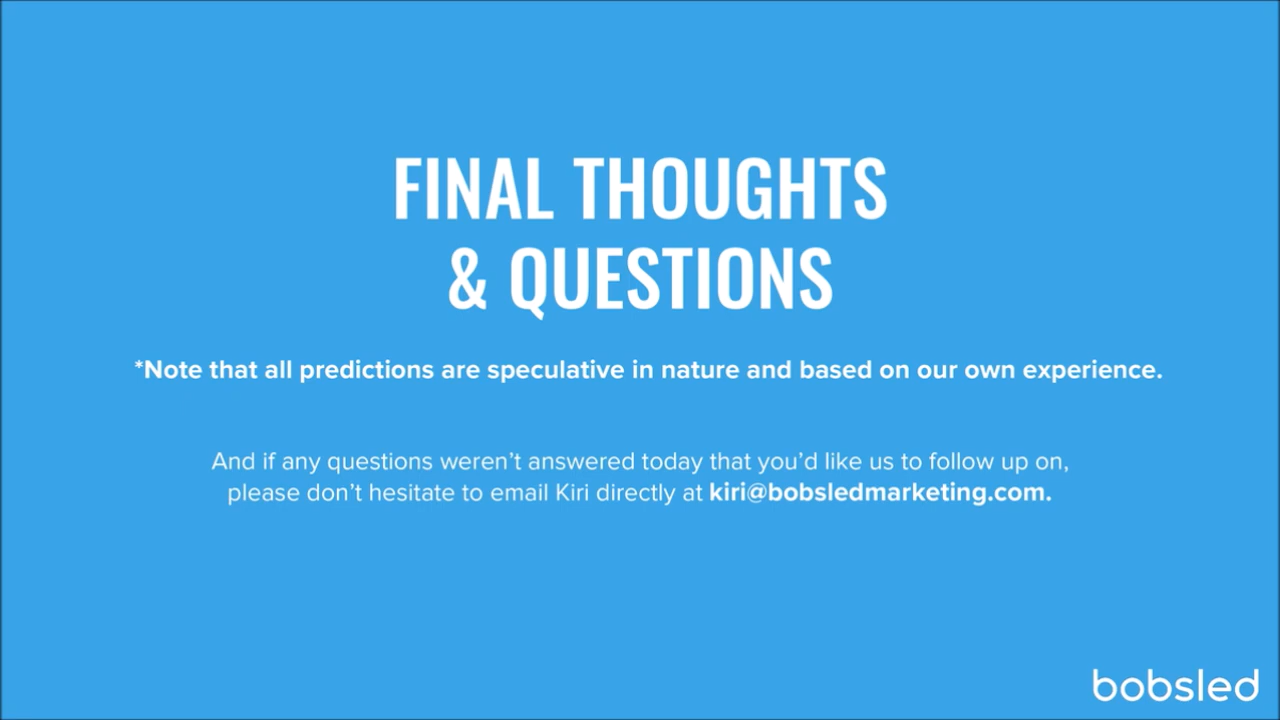 FINAL THOUGHTS
& QUESTIONS
*Note that all predictions are speculative in nature and based on our own experience.
And if any questions weren't answered today that you'd like us to follow up on,
please don't hesitate to email Kiri directly at kiri@bobsledmarketing.com.
bobsled